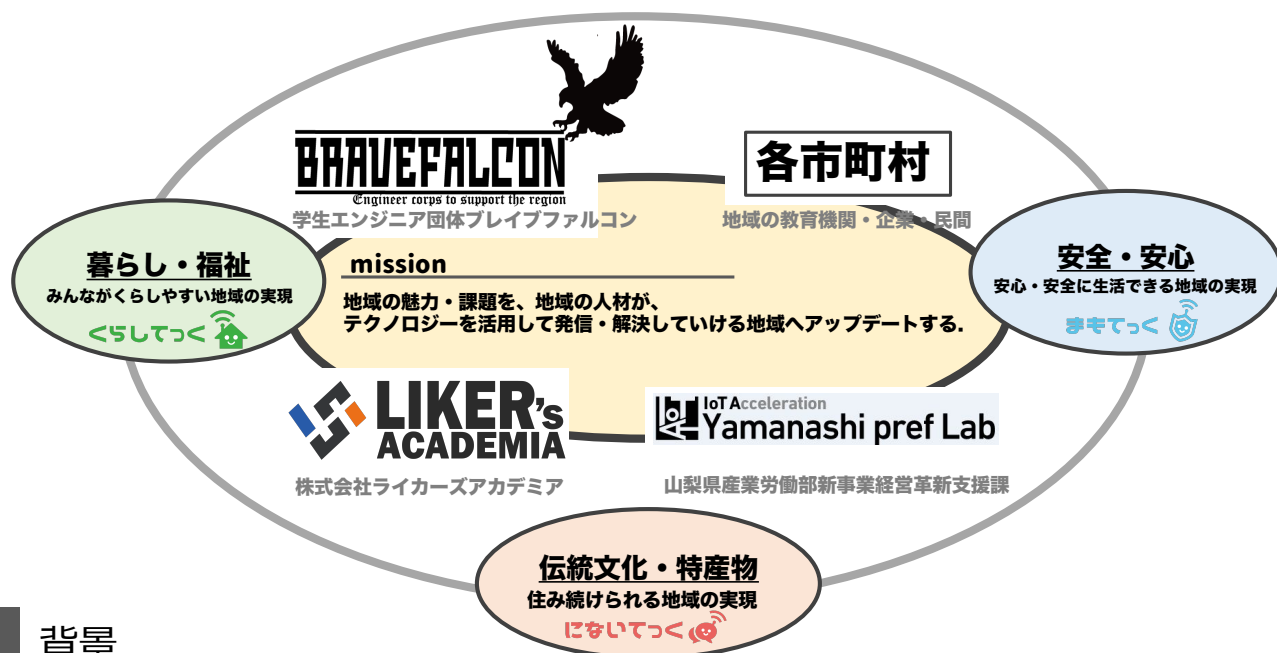 BRAVEFALCON
Engineer corps to support the region
学生エンジニア団体ブレイブファルコン
各市町村
地域の教育機関・企業・民間
暮らし・福祉
みんながくらしやすい地域の実現
くらしてっく
mission
地域の魅力・課題を、地域の人材が、
テクノロジーを活用して発信・解決していける地域へアップデートする.
安全・安心
安心・安全に生活できる地域の実現
まもてっく
LIKER's
ACADEMIA
株式会社ライカーズアカデミア
AIoT
IoT Acceleration
Yamanashi pref Lab
山梨県産業労働部新事業経営革新支援課
伝統文化・特産物
住み続けられる地域の実現
にないてっく
背景